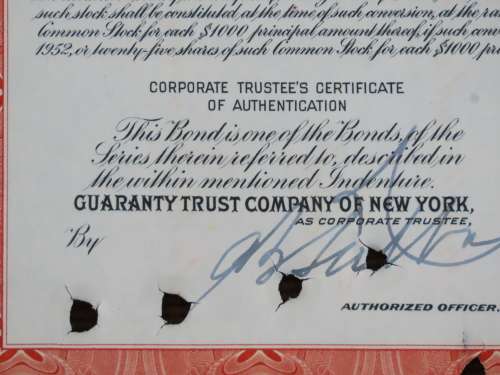 such stock shall be constituted, at the time of such conversion, at the ra
Common Stock for each $1000, principal amount thereof, if such conv
1952, or twenty-five shares of such Common Stock for each $1000 prin
CORPORATE TRUSTEE'S CERTIFICATE
OF AUTHENTICATION
This Bond is one of the Bonds, of the
Series therein referred to, described in
the within mentioned Indenture.
GUARANTY TRUST COMPANY OF NEW YORK,
AS CORPORATE TRUSTEE,
By
AUTHORIZED OFFICER.